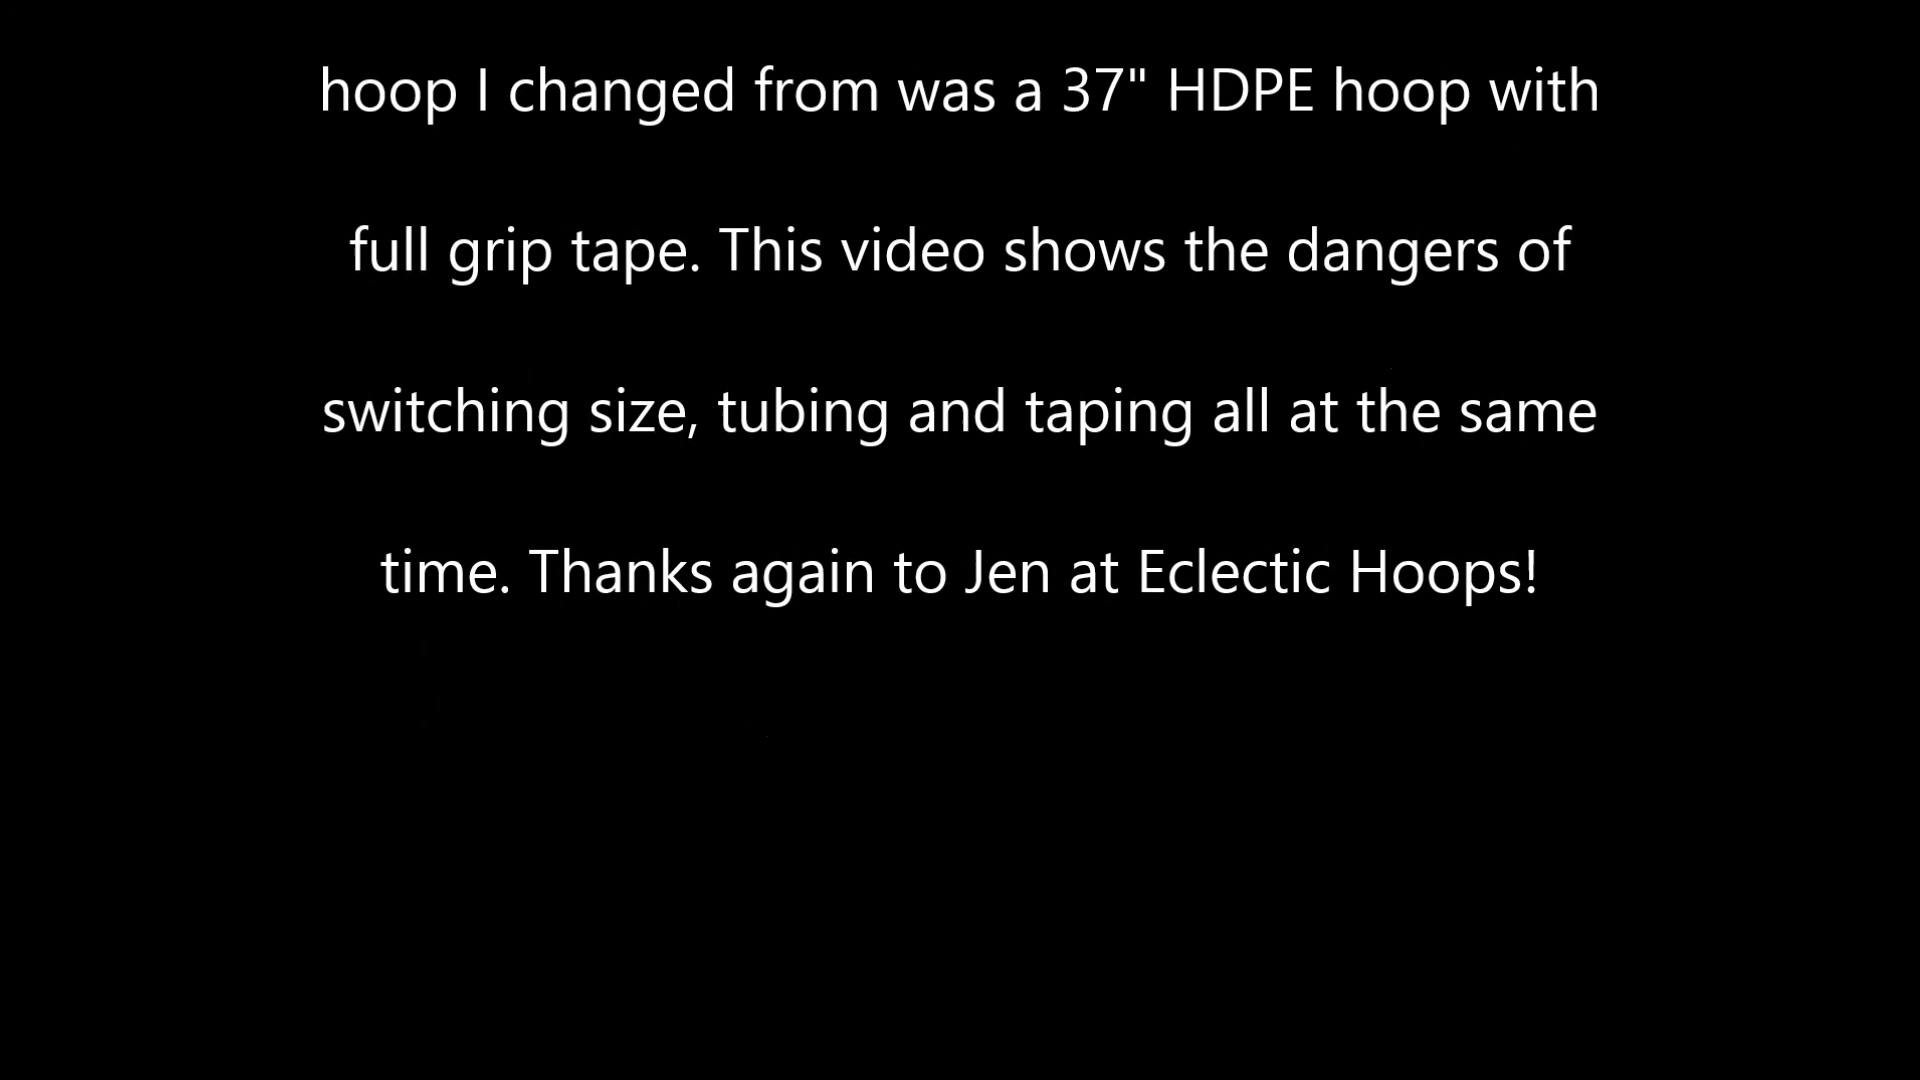 hoop I changed from was a 37" HDPE hoop with
full grip tape. This video shows the dangers of
switching size, tubing and taping all at the same
time. Thanks again to Jen at Eclectic Hoops!